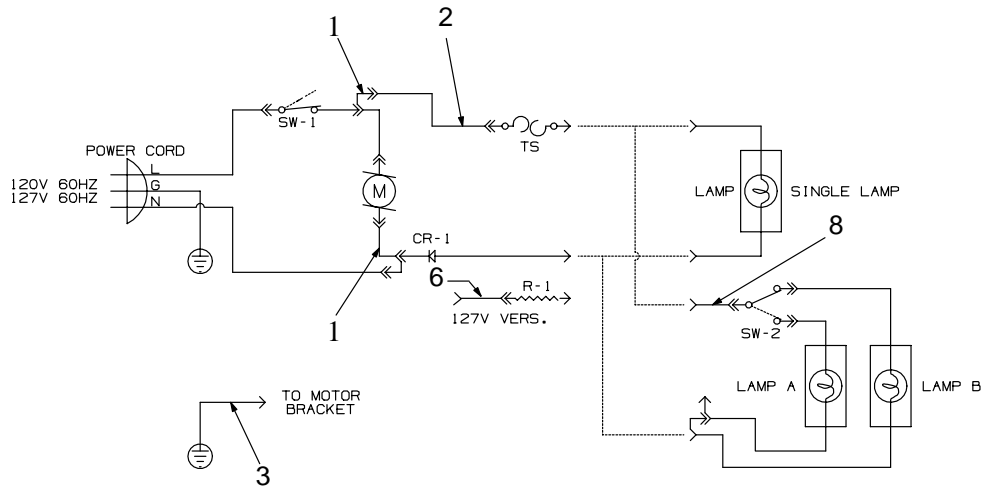 1
2
SW-1
TS
POWER CORD
L
120V 60HZ
G
127V 60HZ
N
M
LAMP
SINGLE LAMP
CR-1
8
6
R-1
127V VERS.
1
SW-2
LAMP A
LAMP B
TO MOTOR
BRACKET
3